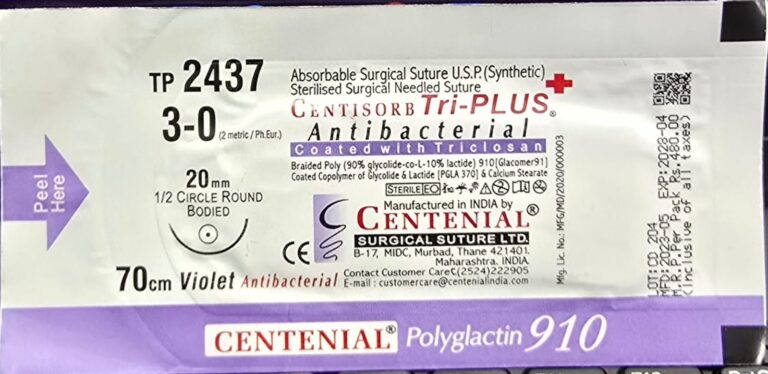 Peel
Here
TP 2437
3-0 (2 metric / Ph.Eur.)
20mm
1/2 CIRCLE ROUND
BODIED
70cm Violet Antibacterial
Absorbable Surgical Suture U.S.P. (Synthetic)
Sterilised Surgical Needled Suture
CENTISORB Tri-PLUS®
Antibacterial
Coated with Triclosan
Braided Poly (90% glycolide-co-L-10% lactide) 910[Glacomer91]
Coated Copolymer of Glycolide & Lactide [PGLA 370] & Calcium Stearate
STERILE EO
Manufactured in INDIA by
CENTENIAL®
SURGICAL SUTURE LTD.
B-17, MIDC, Murbad, Thane 421401.
Maharashtra. INDIA.
CE
Contact Customer CareC(2524)222905
E-mail : customercare@centenialindia.com
Mfg. Lic. No.: MFG/MD/2020/000003
LOT:CD 204
MFD:2023-05 EXP:2028-04
M.R.P.Per Pack Rs.480.00
(inclusive of all taxes)
CENTENIAL® Polyglactin 910